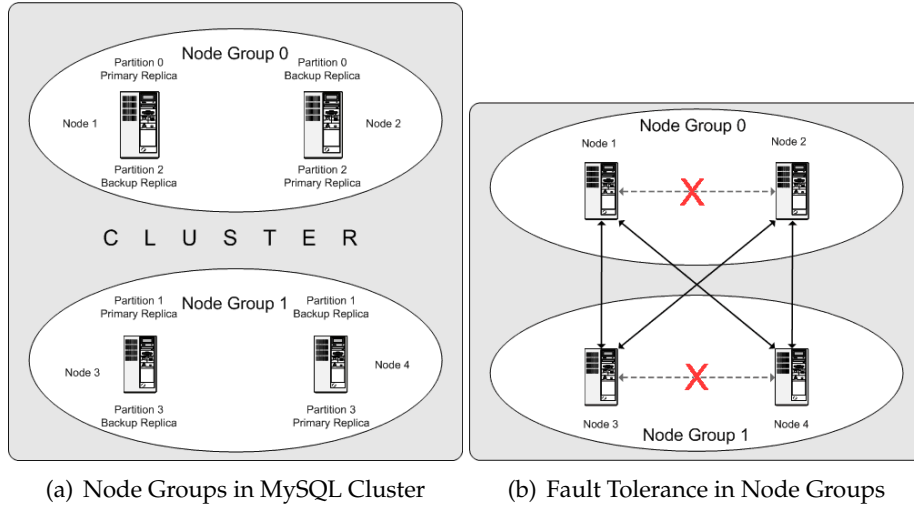 Node Group 0
Partition 0
Primary Replica
Partition 0
Backup Replica
Node 1
Node 2
Partition 2
Backup Replica
Partition 2
Primary Replica
C L U S T E R
Node Group 1
Partition 1
Primary Replica
Partition 1
Backup Replica
Node 3
Node 4
Partition 3
Backup Replica
Partition 3
Primary Replica
(a) Node Groups in MySQL Cluster
Node Group 0
Node 1
Node 2
X
X
Node 3
Node 4
Node Group 1
(b) Fault Tolerance in Node Groups